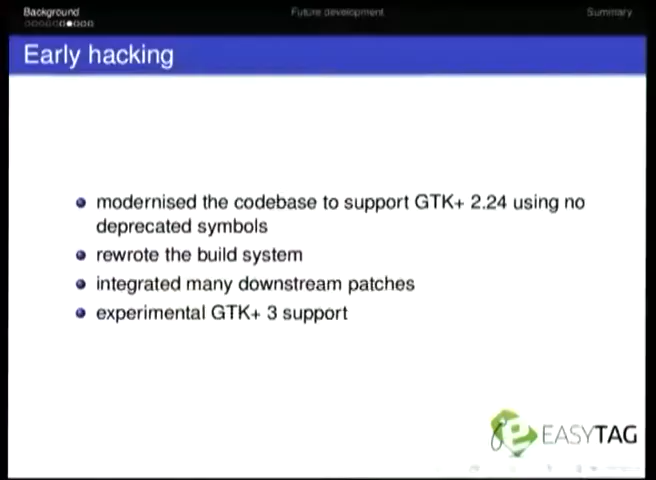 Background
Future development
Summary
Early hacking
modernised the codebase to support GTK+ 2.24 using no
deprecated symbols
rewrote the build system
integrated many downstream patches
experimental GTK+ 3 support
e EASYTAG